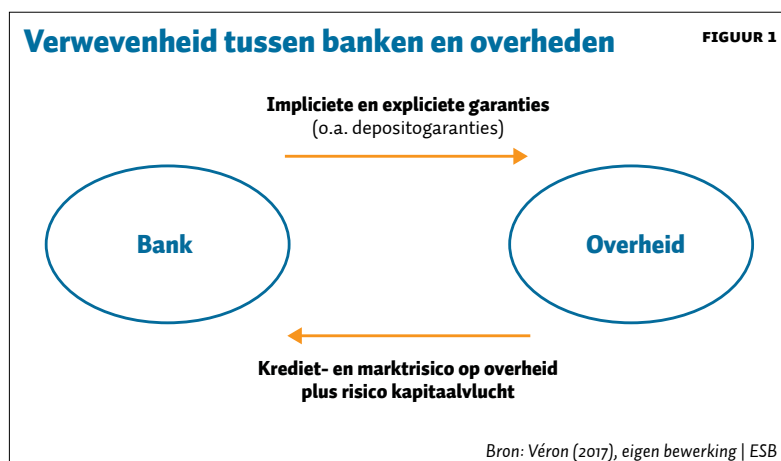 Verwevenheid tussen banken en overheden
FIGUUR 1
Impliciete en expliciete garanties
(o.a. depositogaranties)
Bank
Overheid
Krediet- en marktrisico op overheid
plus risico kapitaalvlucht
Bron: Véron (2017), eigen bewerking | ESB